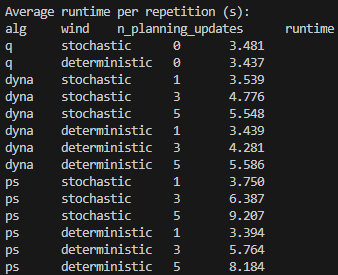 Average runtime per repetition (s):
alg wind n_planning_updates runtime
q stochastic 0 3.481
q deterministic 0 3.437
dyna stochastic 1 3.539
dyna stochastic 3 4.776
dyna stochastic 5 5.548
dyna deterministic 1 3.439
dyna deterministic 3 4.281
dyna deterministic 5 5.586
ps stochastic 1 3.750
ps stochastic 3 6.387
ps stochastic 5 9.207
ps deterministic 1 3.394
ps deterministic 3 5.764
ps deterministic 5 8.184